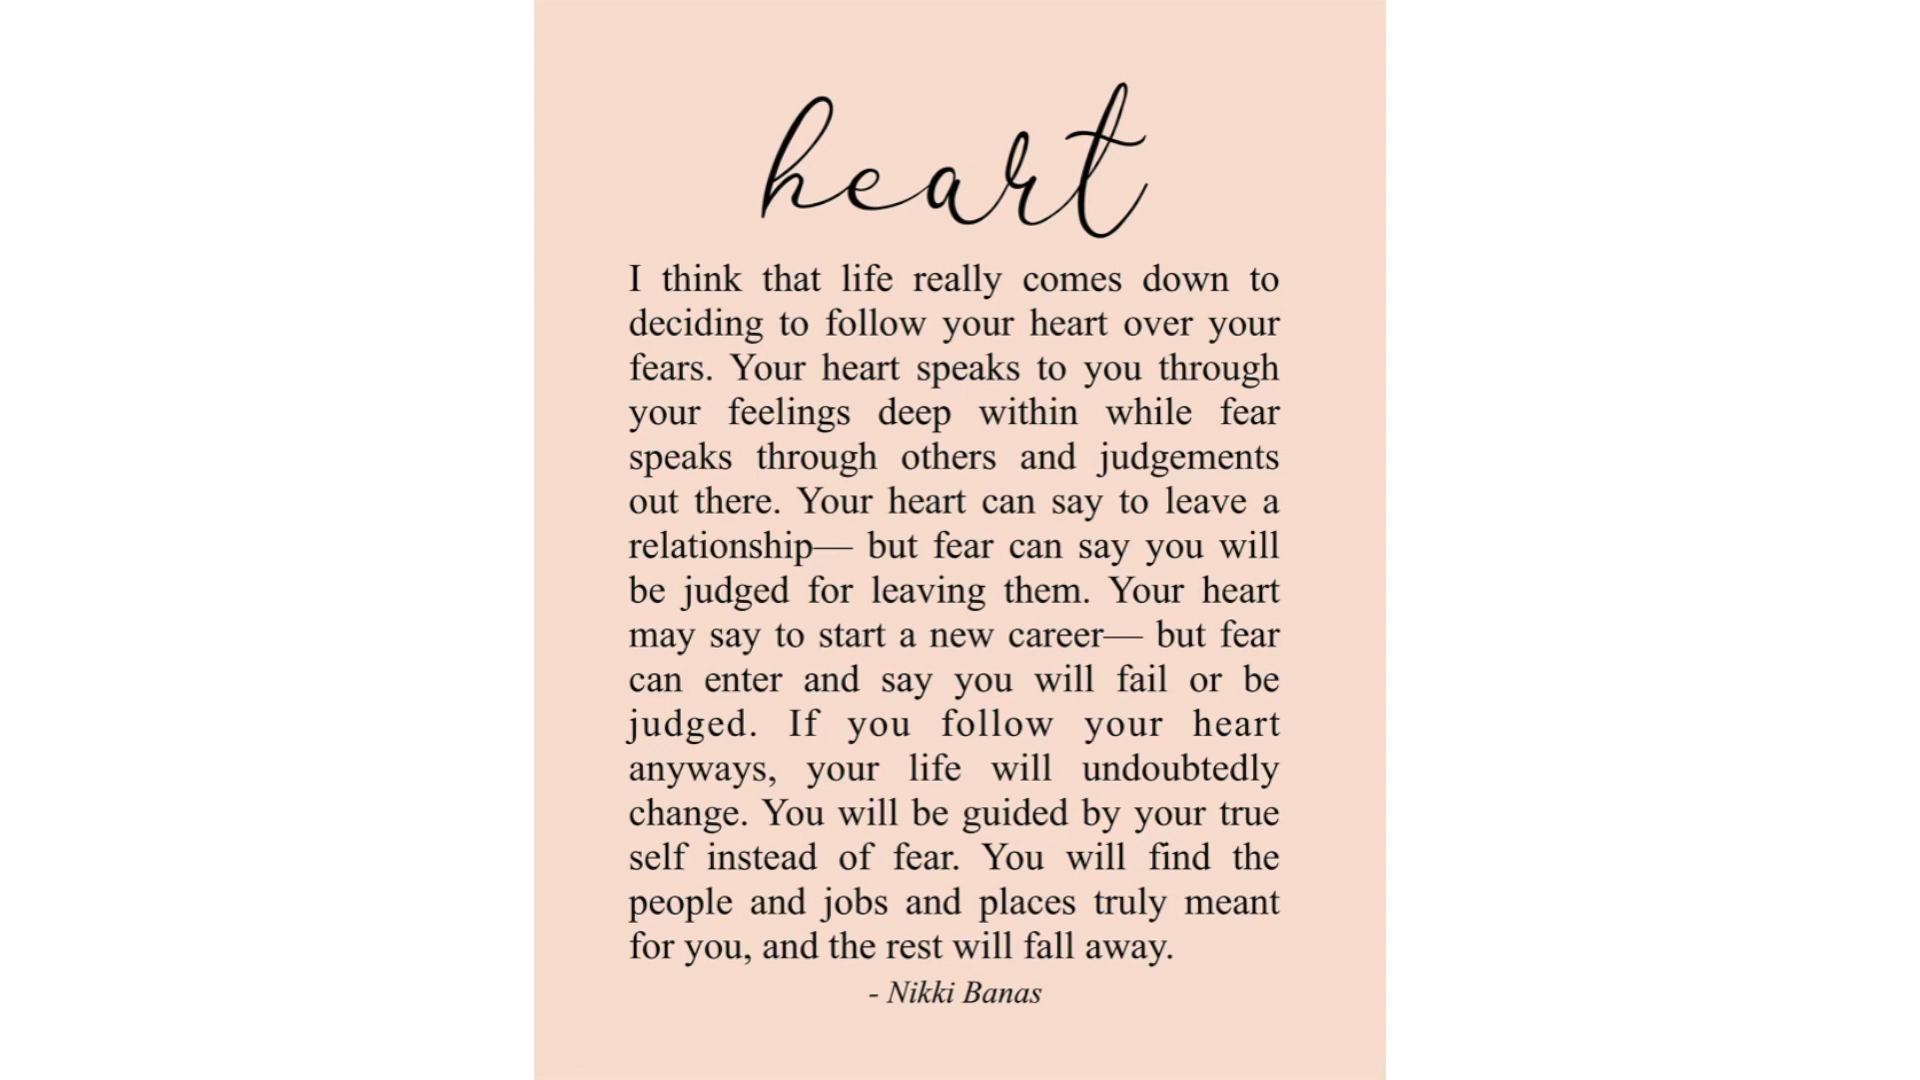 heart
I think that life really comes down to
deciding to follow your heart over your
fears. Your heart speaks to you through
your feelings deep within while fear
speaks through others and judgements
out there. Your heart can say to leave a
relationship— but fear can say you will
be judged for leaving them. Your heart
may say to start a new career— but fear
can enter and say you will fail or be
judged. If you follow your heart
anyways, your life will undoubtedly
change. You will be guided by your true
self instead of fear. You will find the
people and jobs and places truly meant
for you, and the rest will fall away.
- Nikki Banas